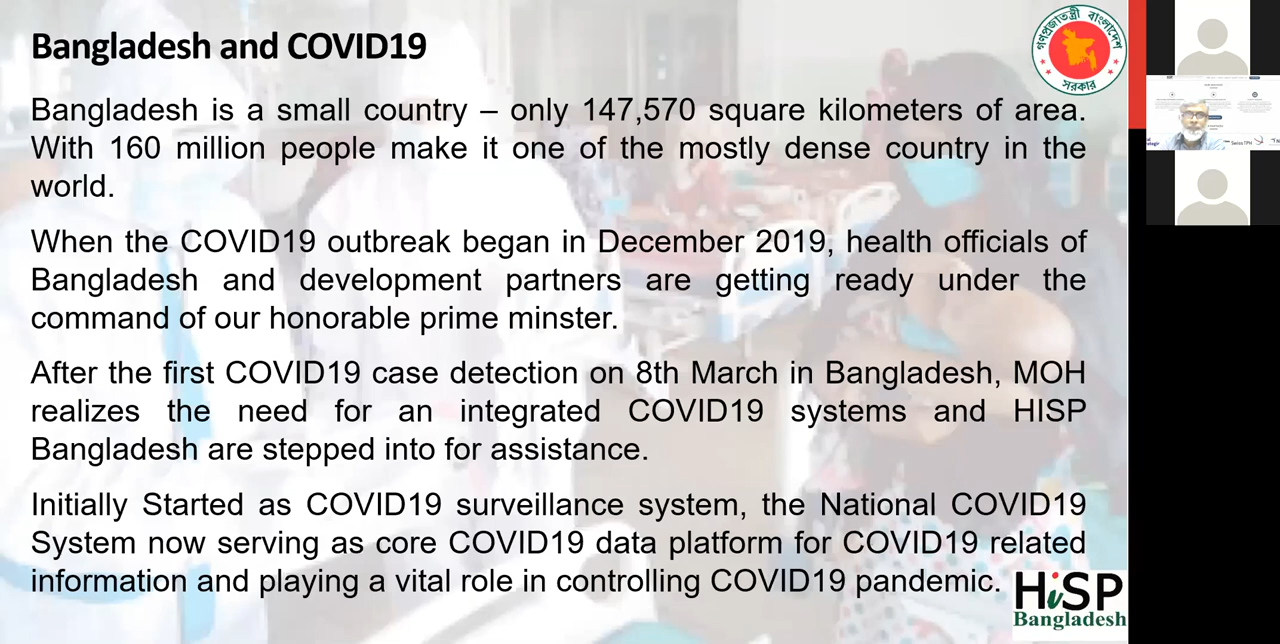 Bangladesh and COVID19
গণপ্রজাতন্ত্রী বাংলাদেশ
সরকার
Bangladesh is a small country – only 147,570 square kilometers of area.
With 160 million people make it one of the mostly dense country in the
world.
When the COVID19 outbreak began in December 2019, health officials of
Bangladesh and development partners are getting ready under the
command of our honorable prime minster.
After the first COVID19 case detection on 8th March in Bangladesh, MOH
realizes the need for an integrated COVID19 systems and HISP
Bangladesh are stepped into for assistance.
Initially Started as COVID19 surveillance system, the National COVID19
System now serving as core COVID19 data platform for COVID19 related
information and playing a vital role in controlling COVID19 pandemic.
HiSP
Bangladesh
Swiss TPH